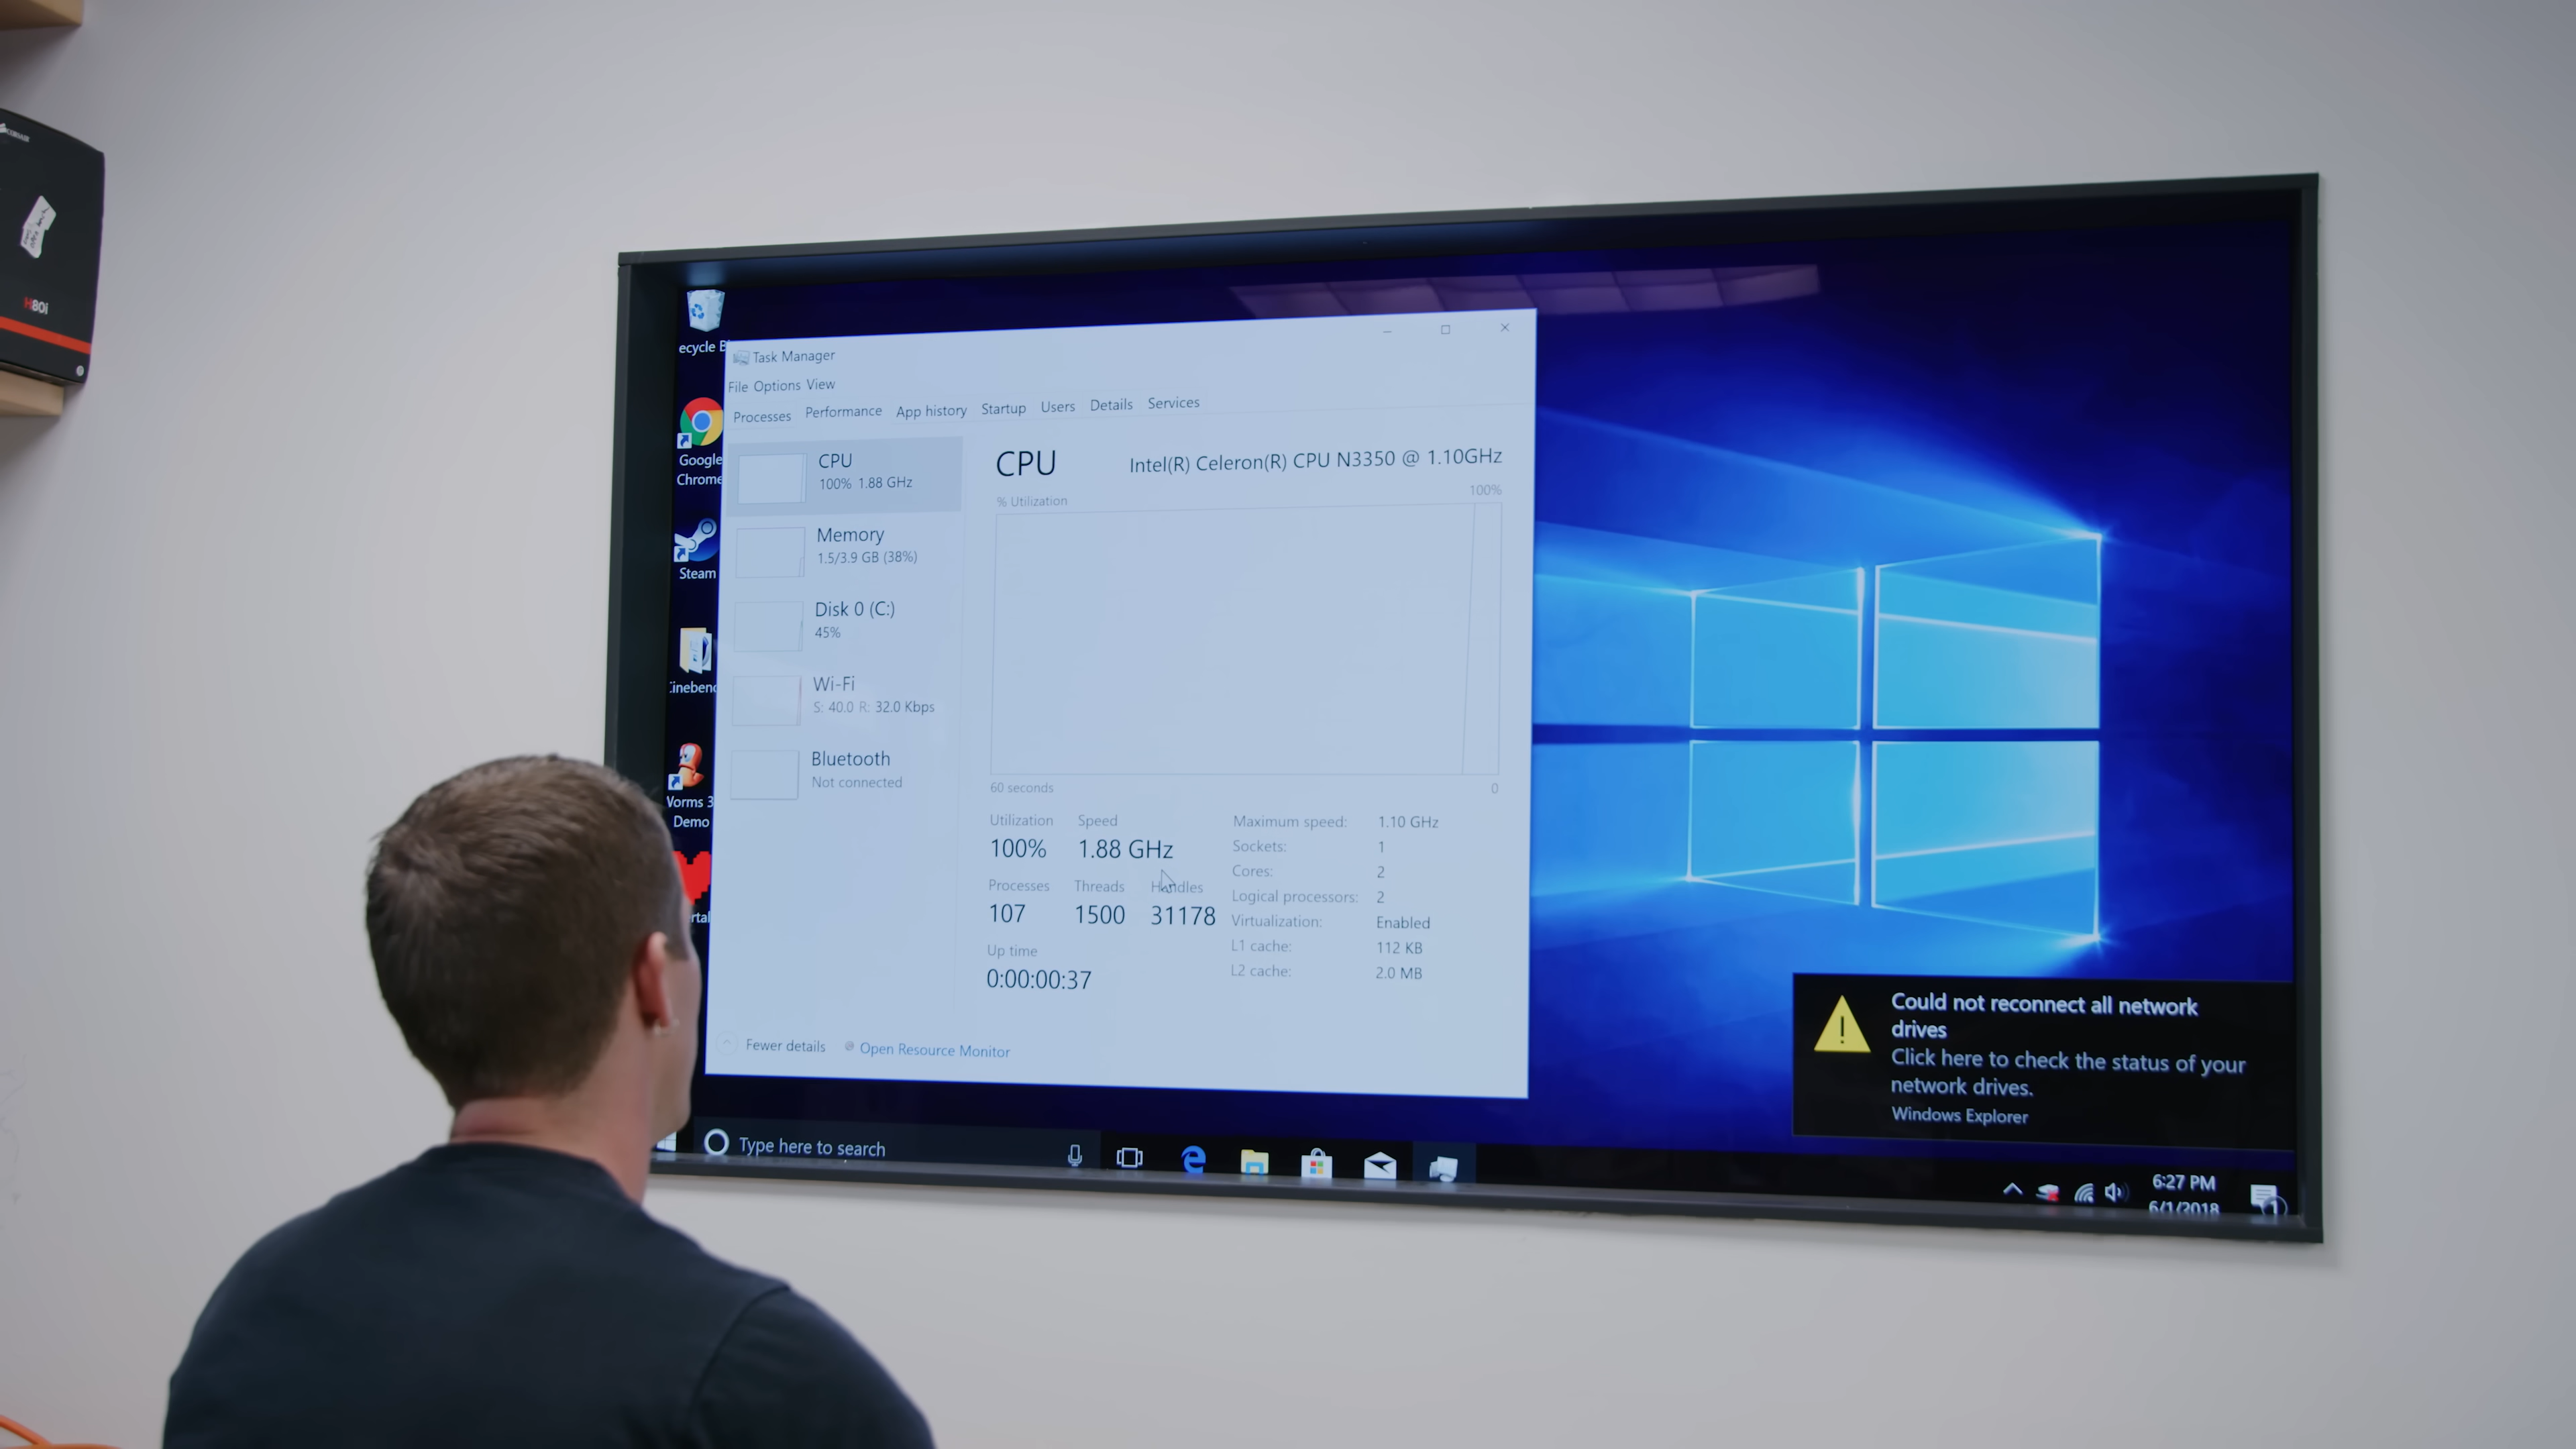 CORSAIR
H80i
ecycle B
Google
Chrome
Steam
inebenc
Vorms 3
Demo
rtal
Task Manager
File Options View
Processes Performance App history Startup Users Details Services
CPU
100% 1.88 GHz
Memory
1.5/3.9 GB (38%)
Disk 0 (C:)
45%
Wi-Fi
S: 40.0 R: 32.0 Kbps
Bluetooth
Not connected
CPU Intel(R) Celeron(R) CPU N3350 @ 1.10GHz
% Utilization 100%
60 seconds 0
Utilization Speed
100% 1.88 GHz
Processes Threads Handles
107 1500 31178
Up time
0:00:00:37
Maximum speed: 1.10 GHz
Sockets: 1
Cores: 2
Logical processors: 2
Virtualization: Enabled
L1 cache: 112 KB
L2 cache: 2.0 MB
Fewer details Open Resource Monitor
Could not reconnect all network
drives
Click here to check the status of your
network drives.
Windows Explorer
Type here to search
6:27 PM
6/1/2018
1